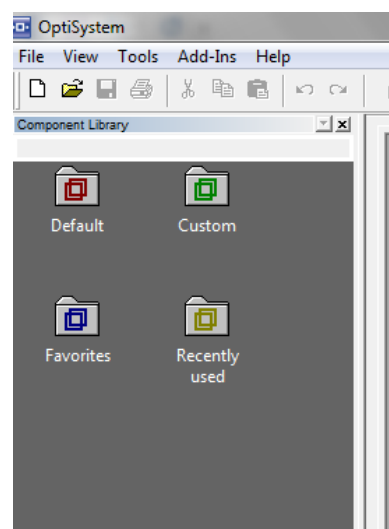 OptiSystem
File View Tools Add-Ins Help
Component Library
Default Custom
Favorites Recently
used